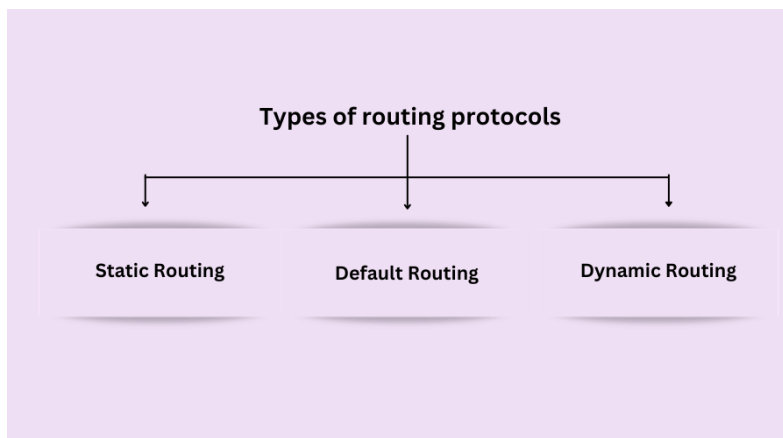 Types of routing protocols
Static Routing
Default Routing
Dynamic Routing